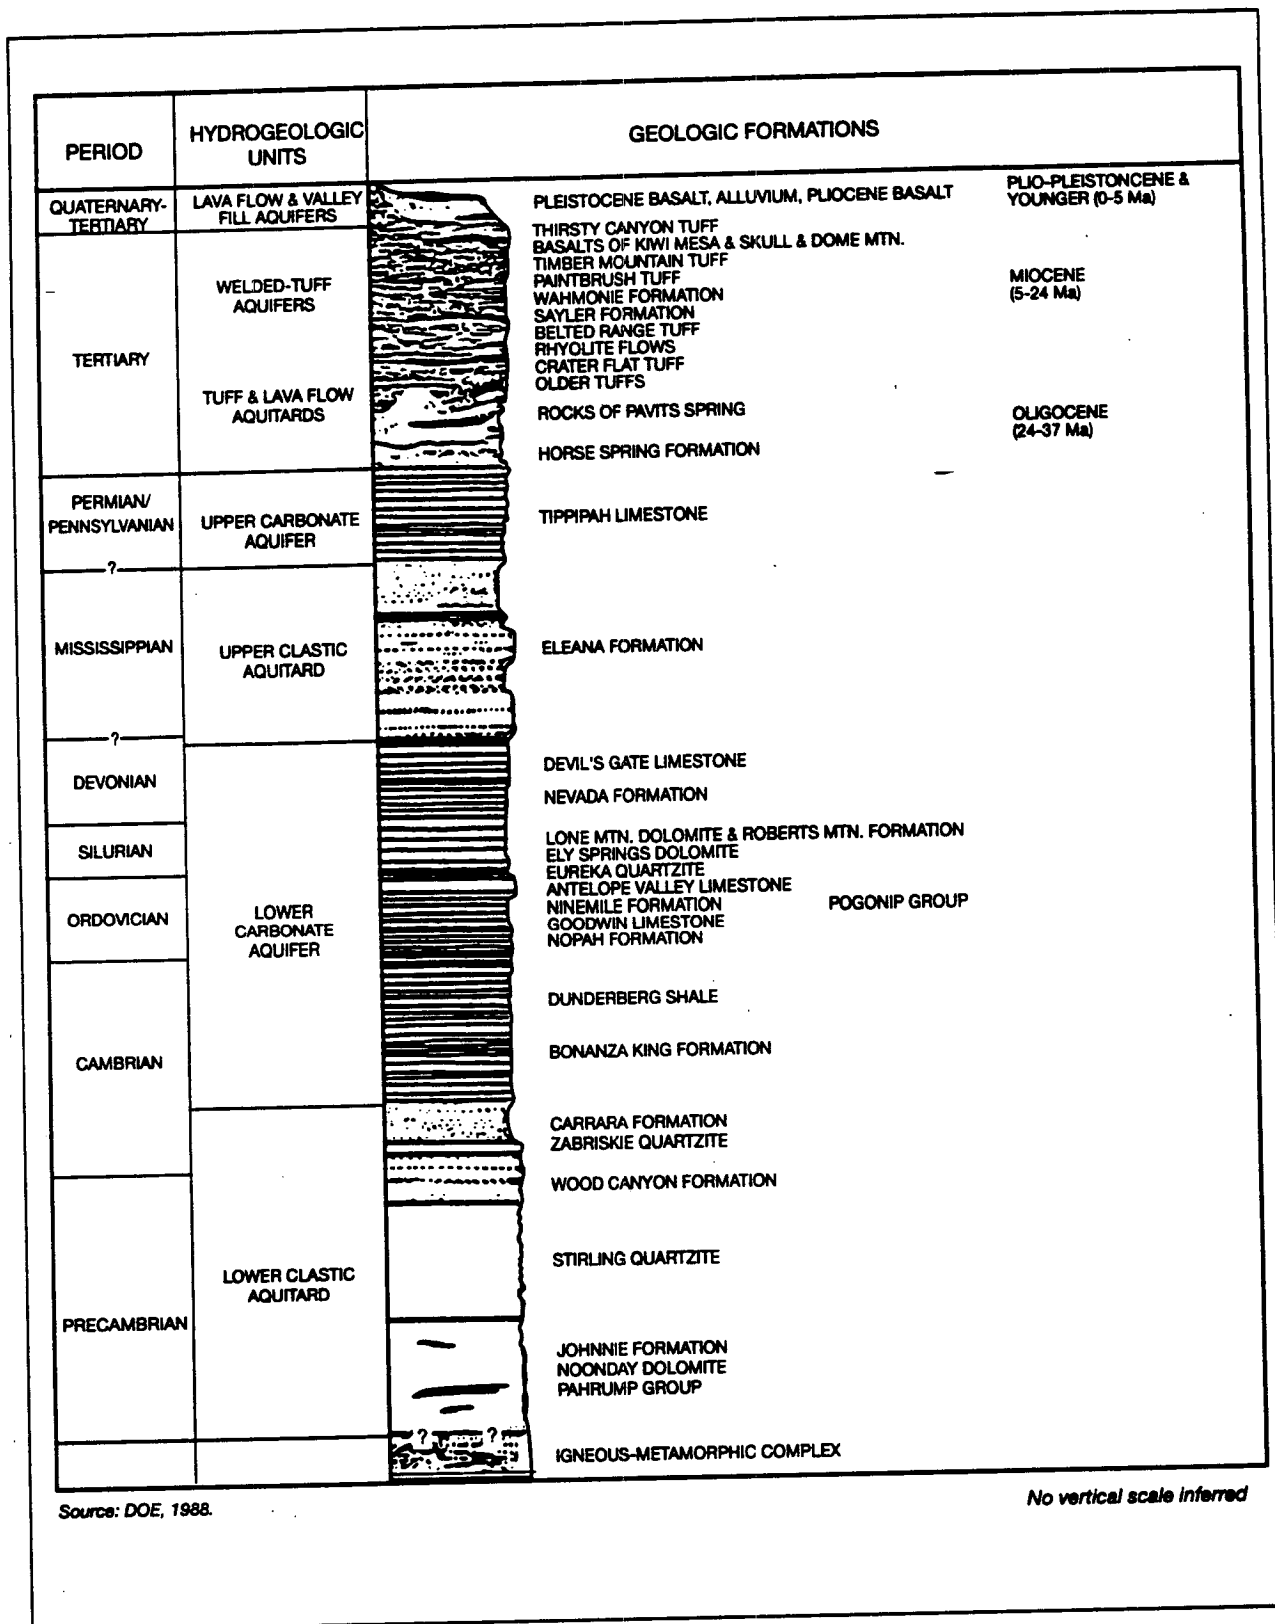 PERIOD
HYDROGEOLOGIC
UNITS
GEOLOGIC FORMATIONS
QUATERNARY-
TERTIARY
LAVA FLOW & VALLEY
FILL AQUIFERS
PLEISTOCENE BASALT, ALLUVIUM, PLIOCENE BASALT
PLIO-PLEISTONCENE &
YOUNGER (0-5 Ma)
TERTIARY
WELDED-TUFF
AQUIFERS
TUFF & LAVA FLOW
AQUITARDS
THIRSTY CANYON TUFF
BASALTS OF KIWI MESA & SKULL & DOME MTN.
TIMBER MOUNTAIN TUFF
PAINTBRUSH TUFF
WAHMONIE FORMATION
SAYLER FORMATION
BELTED RANGE TUFF
RHYOLITE FLOWS
CRATER FLAT TUFF
OLDER TUFFS
ROCKS OF PAVITS SPRING
HORSE SPRING FORMATION
MIOCENE
(5-24 Ma)
OLIGOCENE
(24-37 Ma)
PERMIAN/
PENNSYLVANIAN
UPPER CARBONATE
AQUIFER
TIPPIPAH LIMESTONE
?
MISSISSIPPIAN
UPPER CLASTIC
AQUITARD
ELEANA FORMATION
?
DEVONIAN
DEVIL'S GATE LIMESTONE
NEVADA FORMATION
SILURIAN
LONE MTN. DOLOMITE & ROBERTS MTN. FORMATION
ELY SPRINGS DOLOMITE
EUREKA QUARTZITE
ORDOVICIAN
LOWER
CARBONATE
AQUIFER
ANTELOPE VALLEY LIMESTONE
NINEMILE FORMATION
GOODWIN LIMESTONE
NOPAH FORMATION
POGONIP GROUP
CAMBRIAN
DUNDERBERG SHALE
BONANZA KING FORMATION
CARRARA FORMATION
ZABRISKIE QUARTZITE
WOOD CANYON FORMATION
PRECAMBRIAN
LOWER CLASTIC
AQUITARD
STIRLING QUARTZITE
JOHNNIE FORMATION
NOONDAY DOLOMITE
PAHRUMP GROUP
? ?
IGNEOUS-METAMORPHIC COMPLEX
Source: DOE, 1988.
No vertical scale inferred